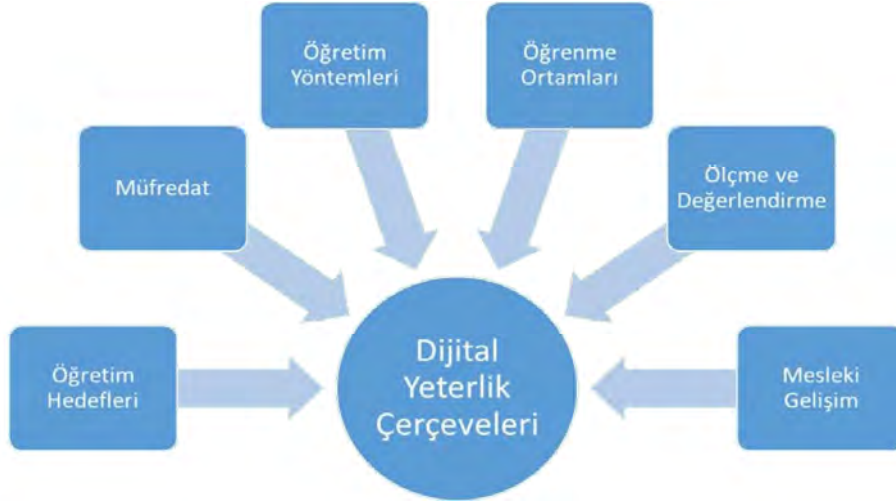 Öğretim
Yöntemleri
Öğrenme
Ortamları
Müfredat
Ölçme ve
Değerlendirme
Öğretim
Hedefleri
Dijital
Yeterlik
Çerçeveleri
Mesleki
Gelişim